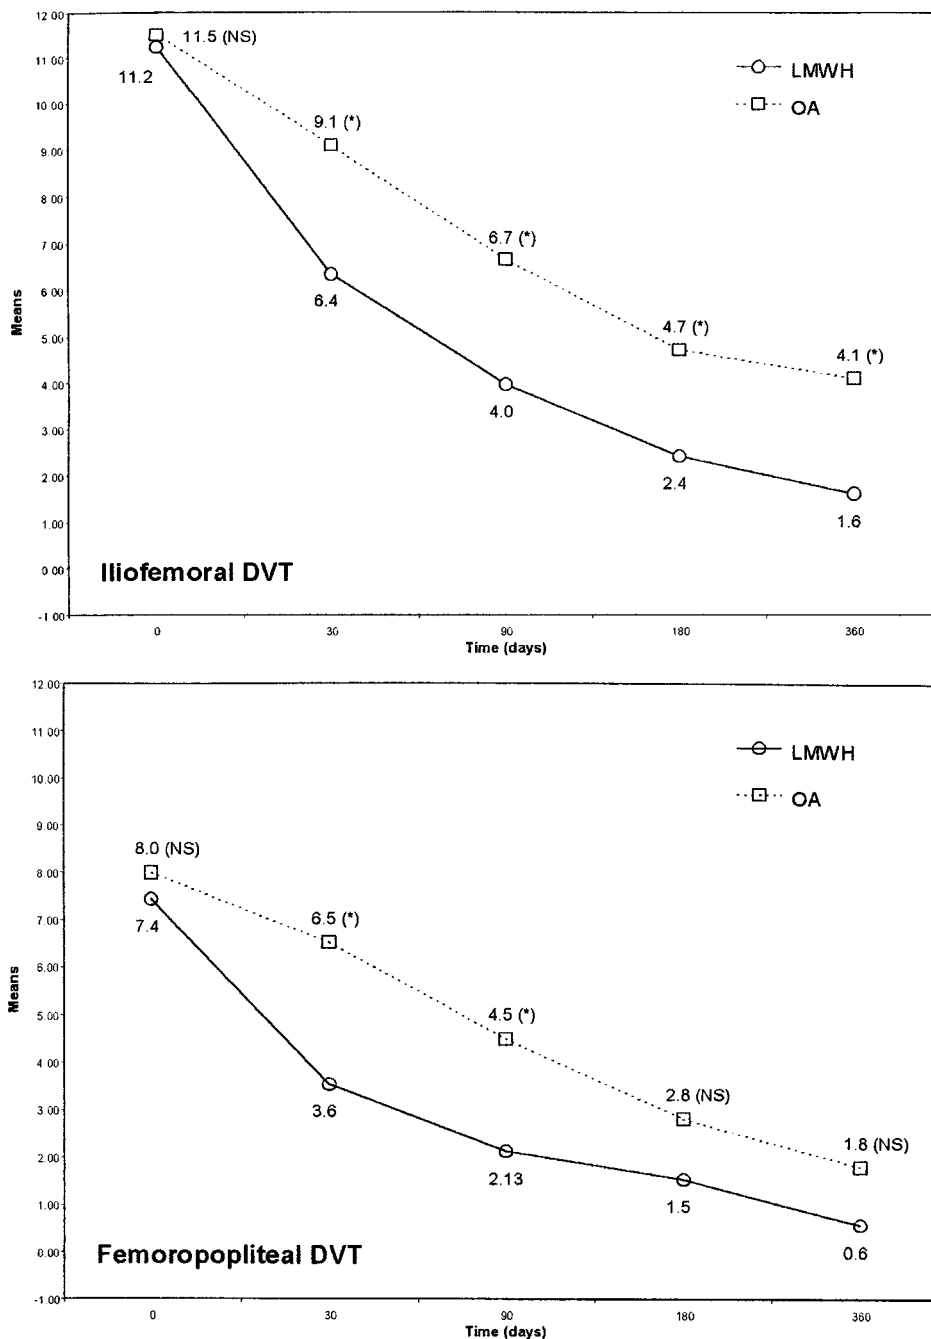 12.00
11.00
10.00
9.00
8.00
7.00
6.00
5.00
4.00
3.00
2.00
1.00
0.00
-1.00
Means
11.5 (NS)
11.2
9.1 (*)
6.4
6.7 (*)
4.0
4.7 (*)
2.4
4.1 (*)
1.6
LMWH
OA
Iliofemoral DVT
0 30 90 180 360
Time (days)
12.00
11.00
10.00
9.00
8.00
7.00
6.00
5.00
4.00
3.00
2.00
1.00
0.00
-1.00
Means
8.0 (NS)
7.4
6.5 (*)
3.6
4.5 (*)
2.13
2.8 (NS)
1.5
1.8 (NS)
0.6
LMWH
OA
Femoropopliteal DVT
0 30 90 180 360
Time (days)